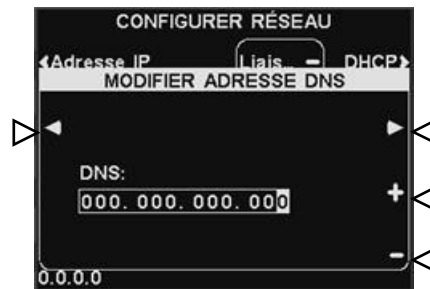 CONFIGURER RÉSEAU
Adresse IP Liais... DHCP
MODIFIER ADRESSE DNS
DNS:
000. 000. 000. 000
+
-
0.0.0.0